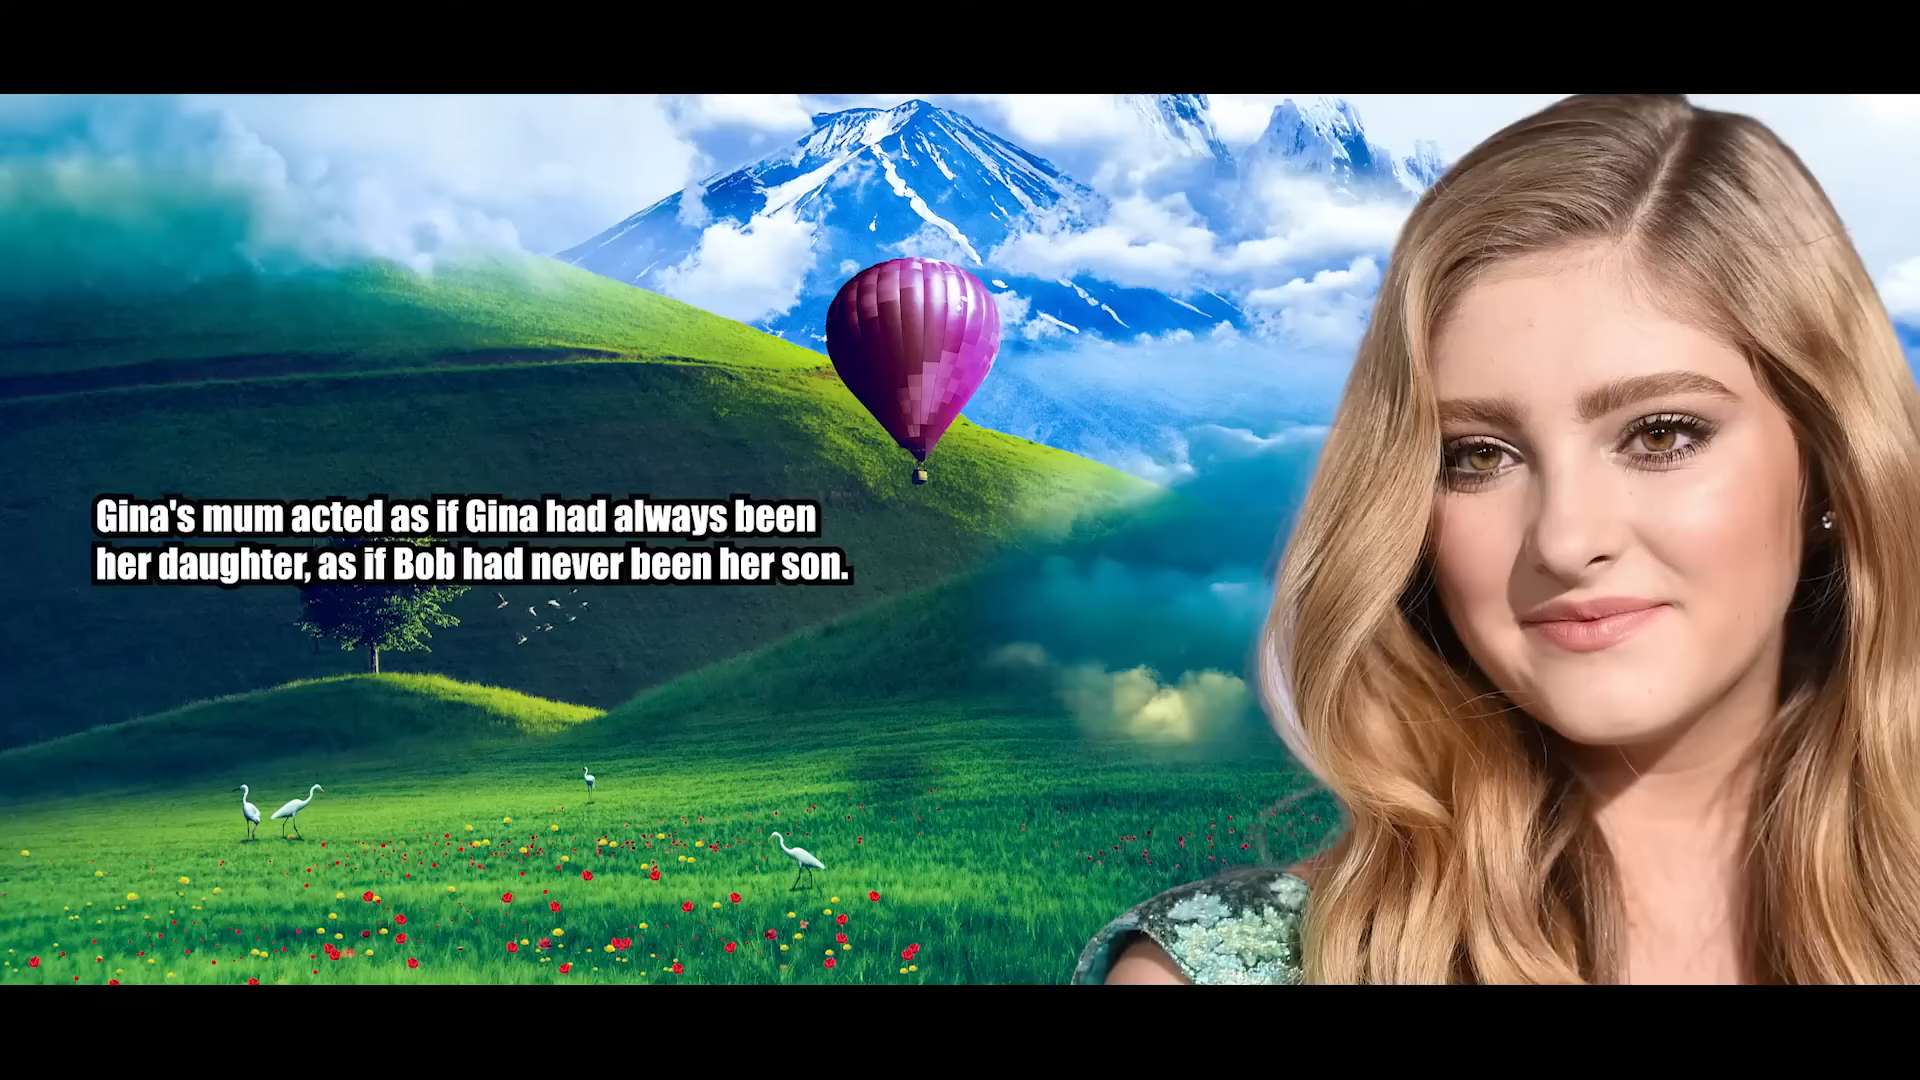 Gina's mum acted as if Gina had always been
her daughter, as if Bob had never been her son.